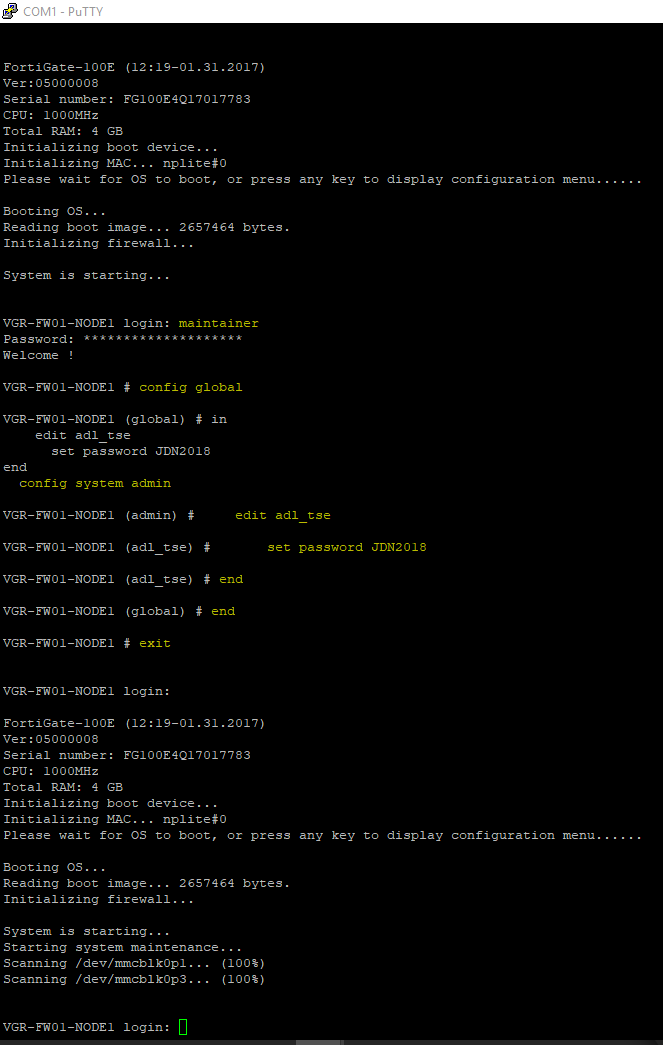 COM1 - PuTTY
FortiGate-100E (12:19-01.31.2017)
Ver:05000008
Serial number: FG100E4Q17017783
CPU: 1000MHz
Total RAM: 4 GB
Initializing boot device...
Initializing MAC... nplite#0
Please wait for OS to boot, or press any key to display configuration menu......
Booting OS...
Reading boot image... 2657464 bytes.
Initializing firewall...
System is starting...
VGR-FW01-NODE1 login: maintainer
Password: ********************
Welcome !
VGR-FW01-NODE1 # config global
VGR-FW01-NODE1 (global) # in
edit adl_tse
set password JDN2018
end
config system admin
VGR-FW01-NODE1 (admin) # edit adl_tse
VGR-FW01-NODE1 (adl_tse) # set password JDN2018
VGR-FW01-NODE1 (adl_tse) # end
VGR-FW01-NODE1 (global) # end
VGR-FW01-NODE1 # exit
VGR-FW01-NODE1 login:
FortiGate-100E (12:19-01.31.2017)
Ver:05000008
Serial number: FG100E4Q17017783
CPU: 1000MHz
Total RAM: 4 GB
Initializing boot device...
Initializing MAC... nplite#0
Please wait for OS to boot, or press any key to display configuration menu......
Booting OS...
Reading boot image... 2657464 bytes.
Initializing firewall...
System is starting...
Starting system maintenance...
Scanning /dev/mmcblk0p1... (100%)
Scanning /dev/mmcblk0p3... (100%)
VGR-FW01-NODE1 login: